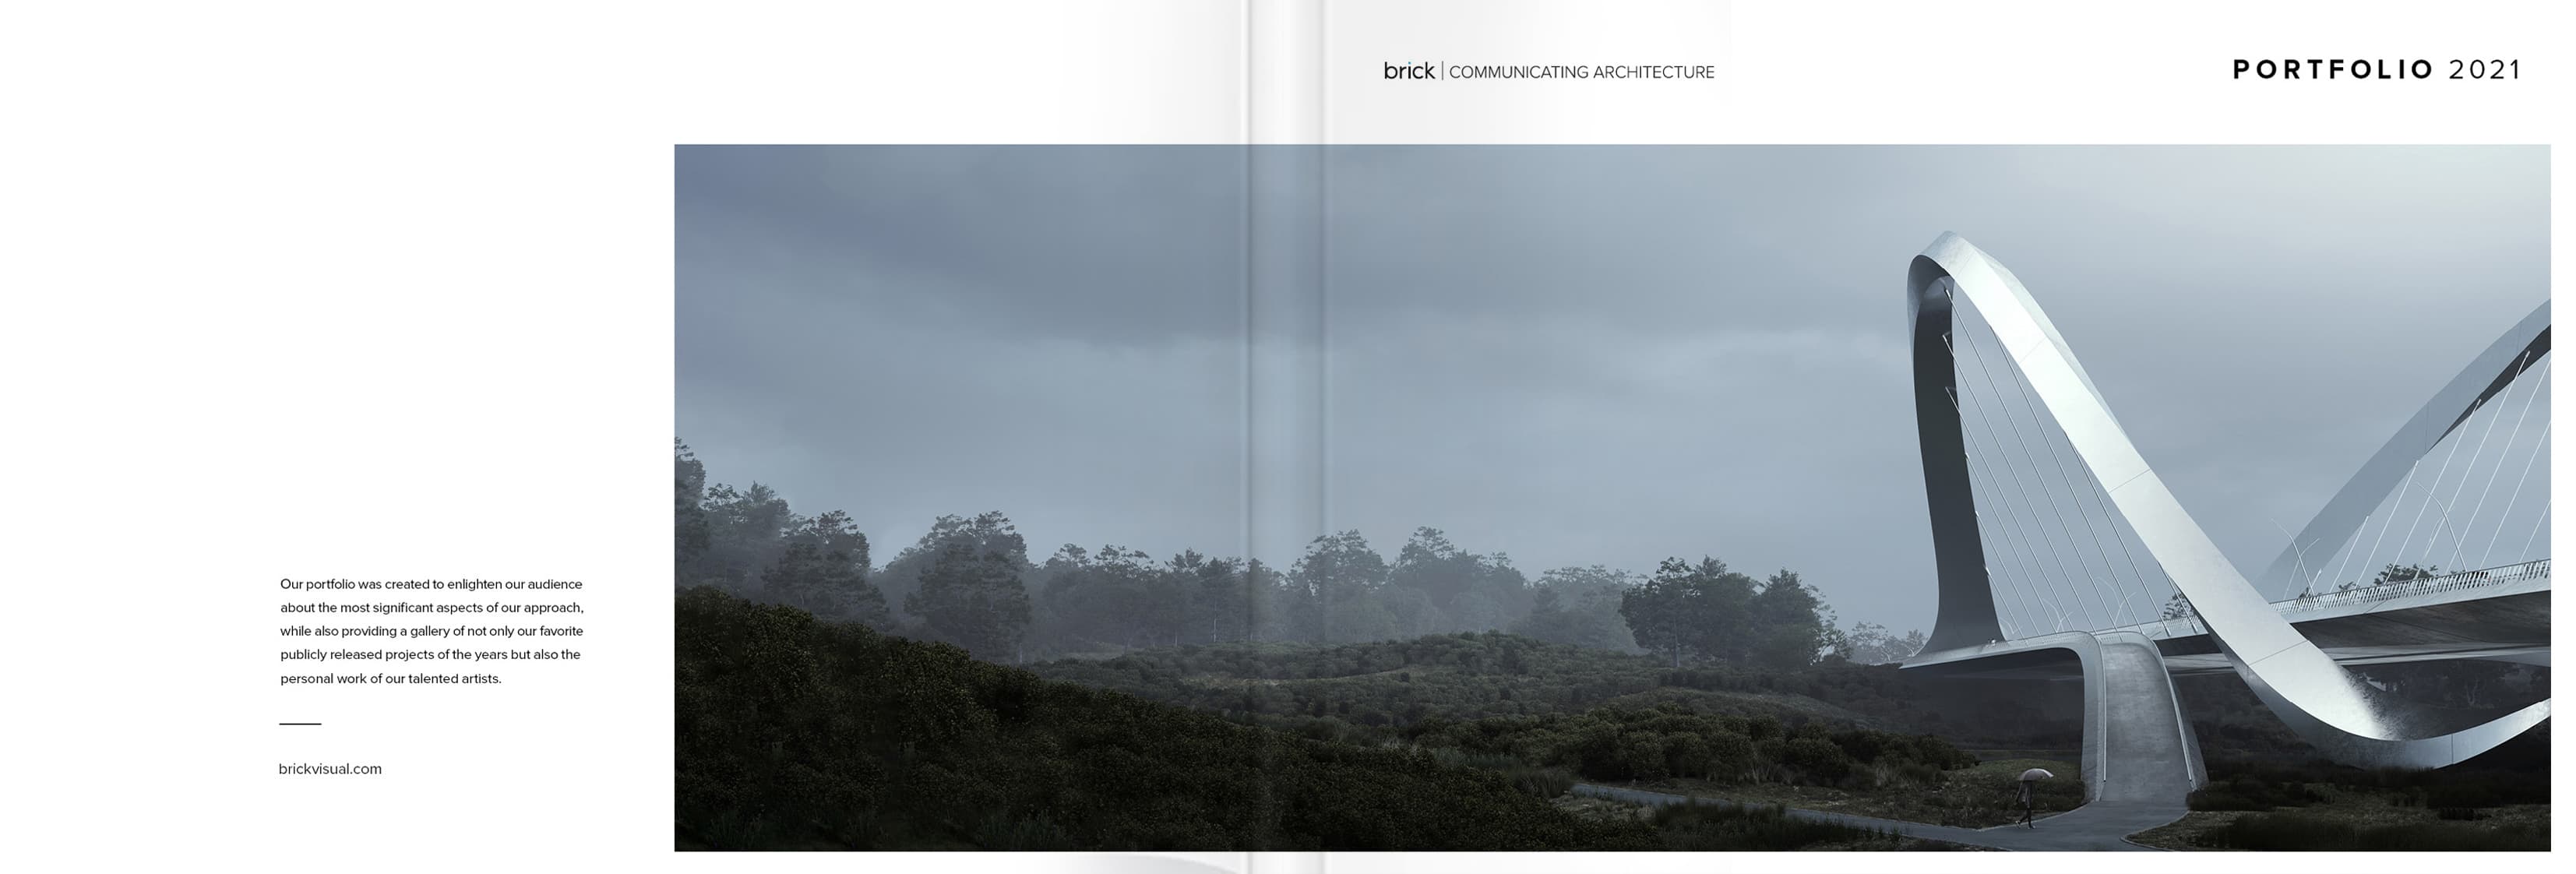 brick | COMMUNICATING ARCHITECTURE
PORTFOLIO 2021
Our portfolio was created to enlighten our audience
about the most significant aspects of our approach,
while also providing a gallery of not only our favorite
publicly released projects of the years but also the
personal work of our talented artists.
brickvisual.com